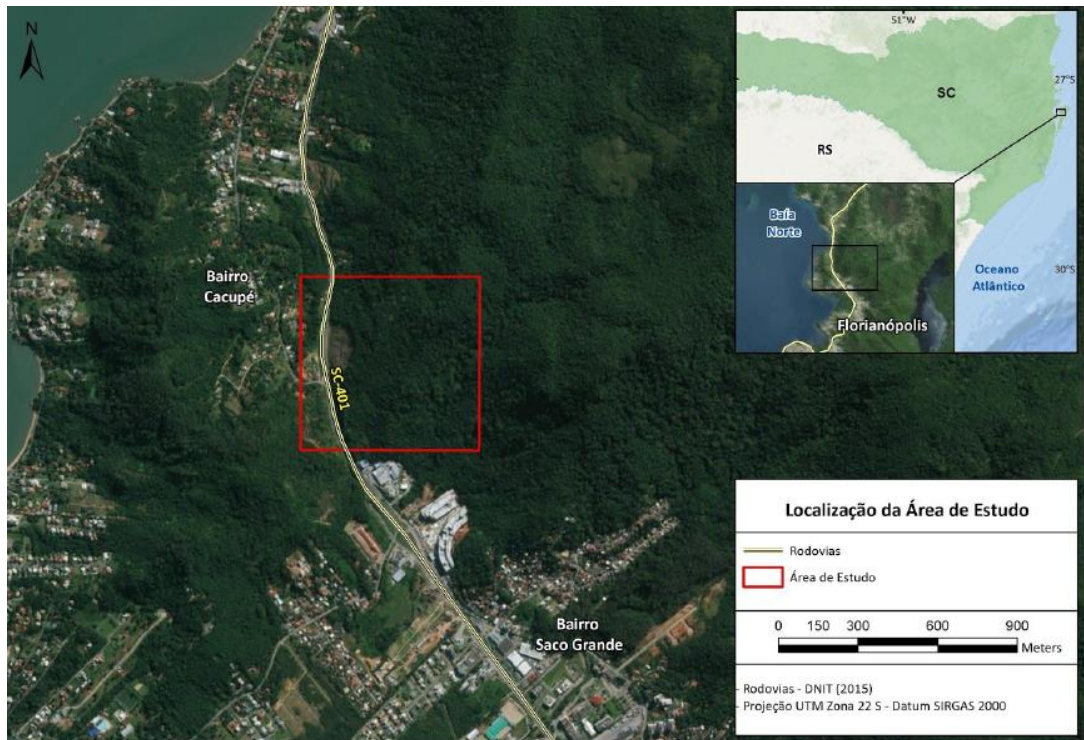 N
51°W
27°S
SC
RS
Baía
Norte
Oceano
Atlântico
30°S
Florianópolis
Bairro
Cacupé
SC-401
Bairro
Saco Grande
Localização da Área de Estudo
Rodovias
Área de Estudo
0 150 300 600 900
Meters
- Rodovias - DNIT (2015)
- Projeção UTM Zona 22 S - Datum SIRGAS 2000